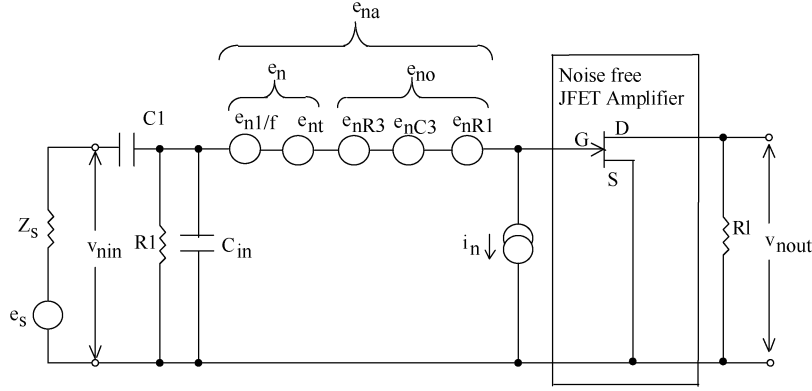 e_na
e_n
e_no
e_n1/f
e_nt
e_nR3
e_nC3
e_nR1
Noise free
JFET Amplifier
C1
G
D
S
Z_s
v_nin
R1
C_in
i_n
Rl
v_nout
e_s